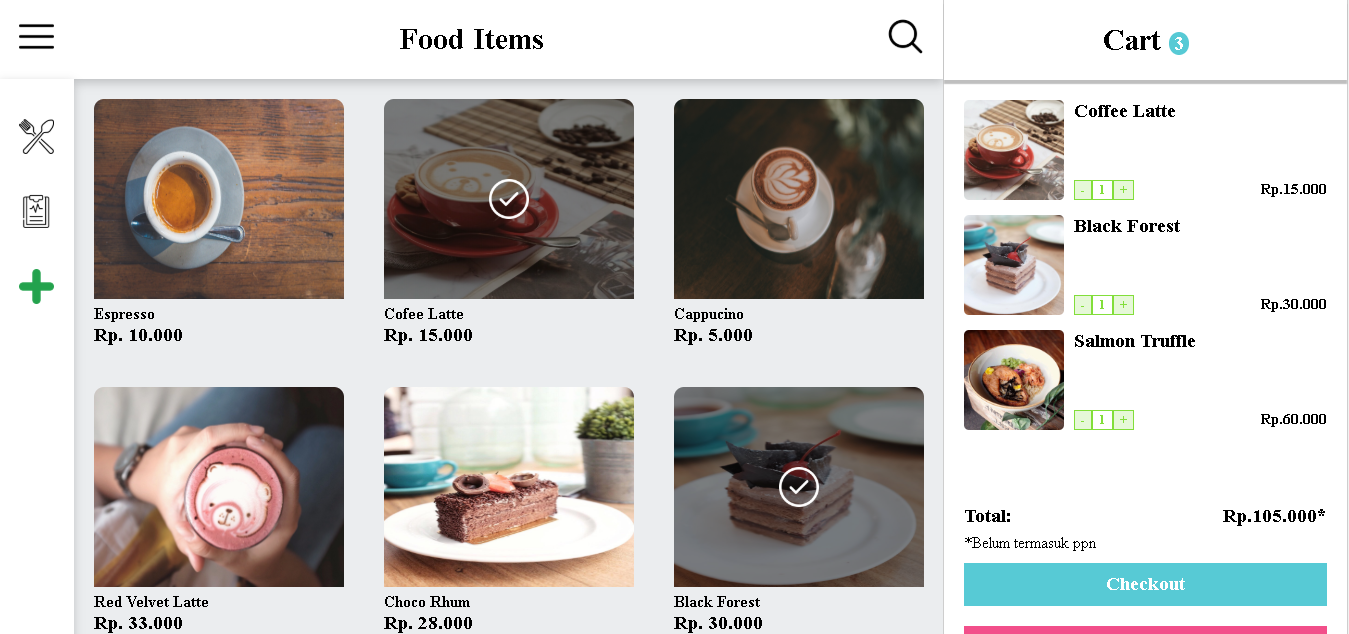 Food Items
Cart 3
Espresso
Rp. 10.000
Cofee Latte
Rp. 15.000
Cappucino
Rp. 5.000
Red Velvet Latte
Rp. 33.000
Choco Rhum
Rp. 28.000
Black Forest
Rp. 30.000
Coffee Latte
- 1 +
Rp.15.000
Black Forest
- 1 +
Rp.30.000
Salmon Truffle
- 1 +
Rp.60.000
Total:
Rp.105.000*
*Belum termasuk ppn
Checkout